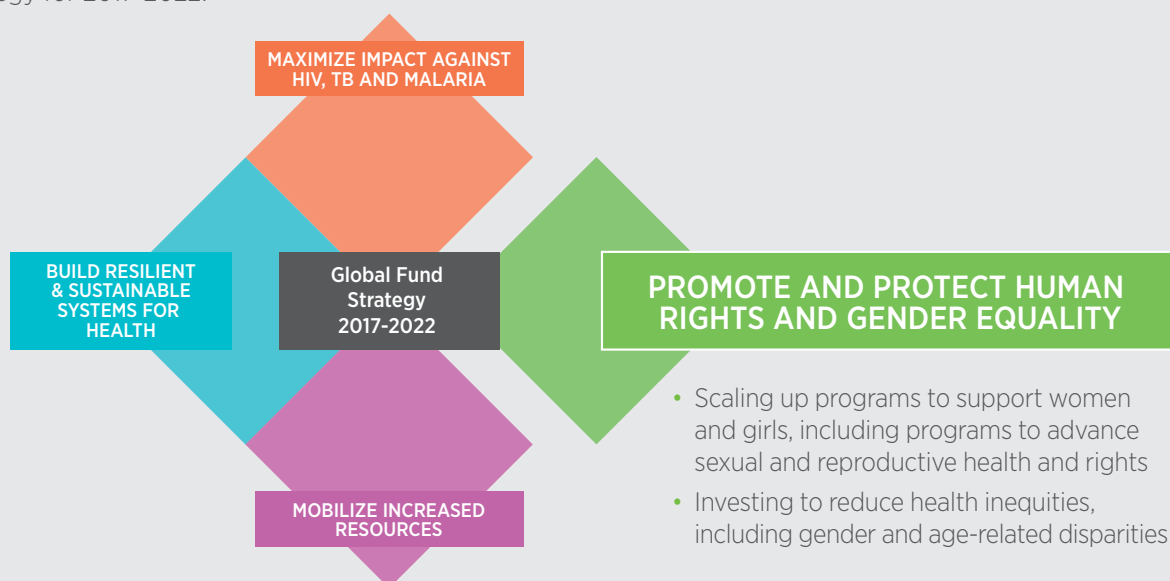 MAXIMIZE IMPACT AGAINST
HIV, TB AND MALARIA
BUILD RESILIENT
& SUSTAINABLE
SYSTEMS FOR
HEALTH
Global Fund
Strategy
2017-2022
PROMOTE AND PROTECT HUMAN
RIGHTS AND GENDER EQUALITY
• Scaling up programs to support women
and girls, including programs to advance
sexual and reproductive health and rights
• Investing to reduce health inequities,
including gender and age-related disparities
MOBILIZE INCREASED
RESOURCES